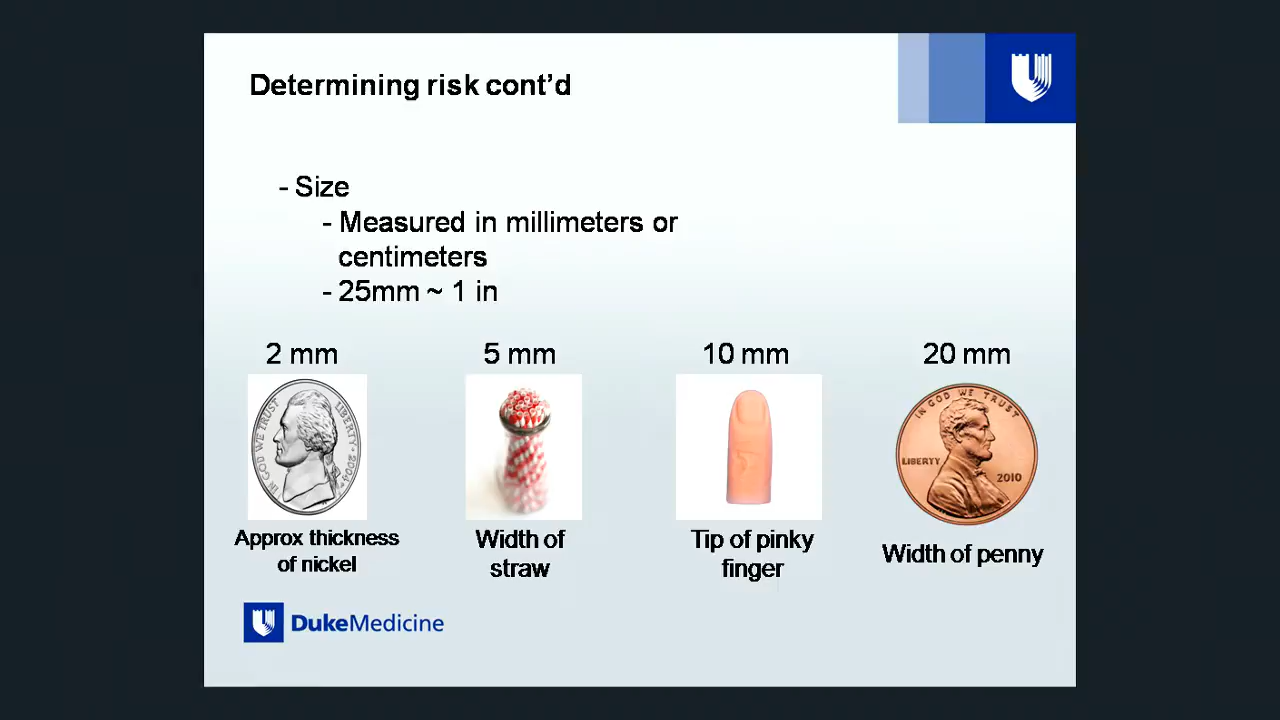 Determining risk cont'd
- Size
- Measured in millimeters or
centimeters
- 25mm ~ 1 in
2 mm
5 mm
10 mm
20 mm
IN GOD WE TRUST
LIBERTY
2004
IN GOD WE TRUST
LIBERTY
2010
Approx thickness
of nickel
Width of
straw
Tip of pinky
finger
Width of penny
DukeMedicine